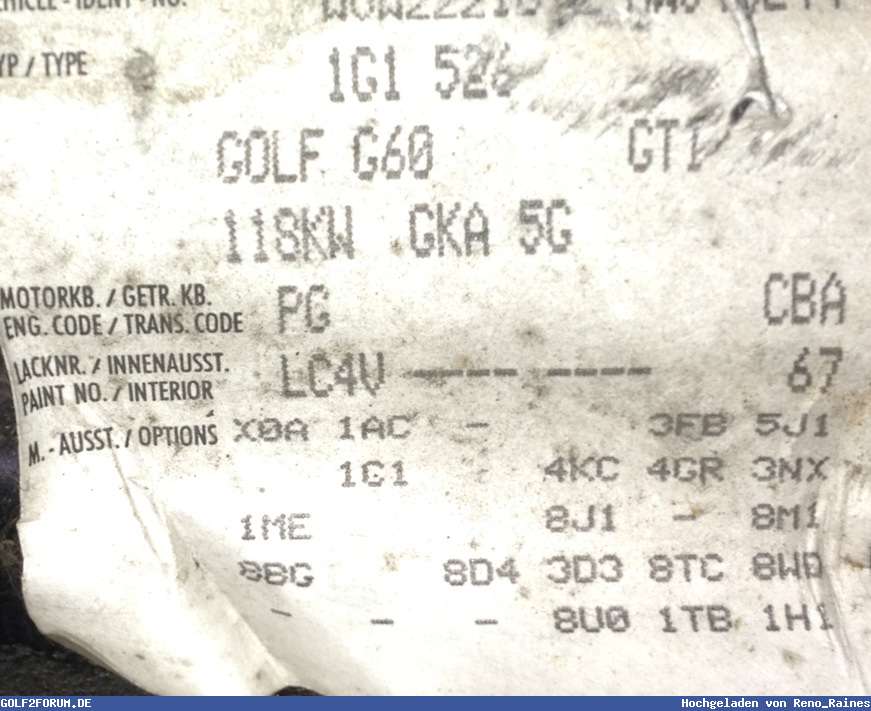 TYP / TYPE 1G1 526
GOLF G60 GTI
118KW GKA 5G
MOTORKB. / GETR. KB.
ENG. CODE / TRANS. CODE PG CBA
LACKNR. / INNENAUSST.
PAINT NO. / INTERIOR LC4V ---- ---- 67
M.-AUSST. / OPTIONS X0A 1AC - 3FB 5J1
1G1 4KC 4GR 3NX
1ME 8J1 - 8M1
8BG 8D4 3D3 8TC 8WD
- - - 8U0 1TB 1H1
GOLF2FORUM.DE Hochgeladen von Reno_Raines